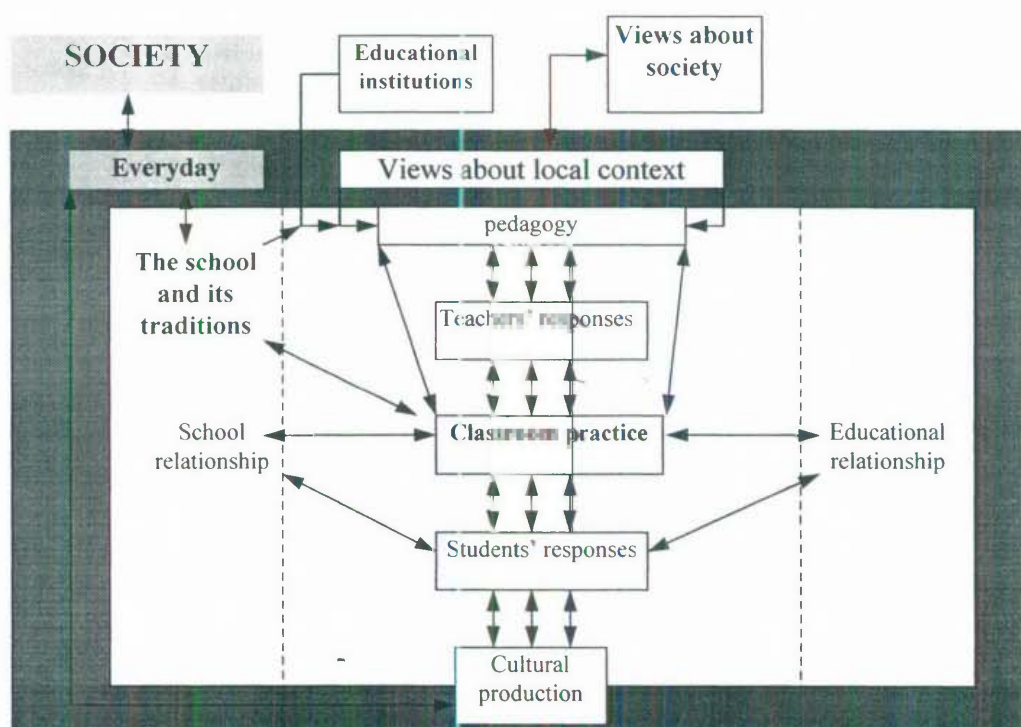 SOCIETY
Educational
institutions
Views about
society
Everyday
Views about local context
pedagogy
The school
and its
traditions
Teachers' responses
Classroom practice
School
relationship
Educational
relationship
Students' responses
Cultural
production